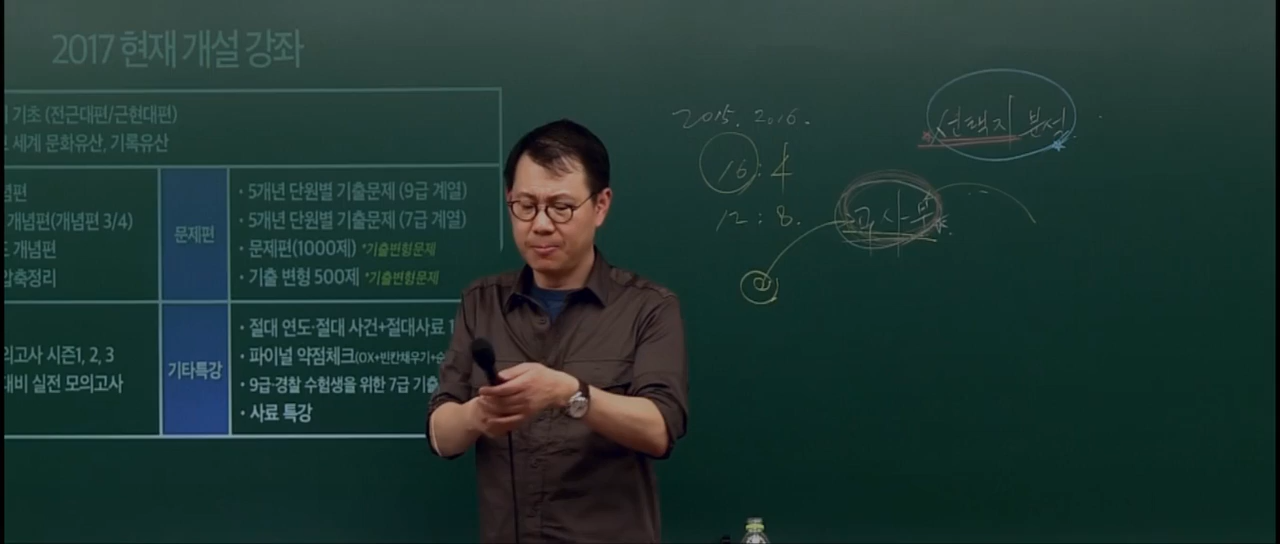 2017 현재 개설 강좌
기초 (전근대편/근현대편)
세계 문화유산, 기록유산
념편
개념편(개념편 3/4)
개념편
압축정리
문제편
· 5개년 단원별 기출문제 (9급 계열)
· 5개년 단원별 기출문제 (7급 계열)
· 문제편(1000제) *기출변형문제
· 기출 변형 500제 *기출변형문제
의고사 시즌1, 2, 3
대비 실전 모의고사
기타특강
· 절대 연도·절대 사건+절대사료 1
· 파이널 약점체크(OX+빈칸채우기+순
· 9급·경찰 수험생을 위한 7급 기출
· 사료 특강
2015. 2016.
16:4
12:8.
선택지 분석